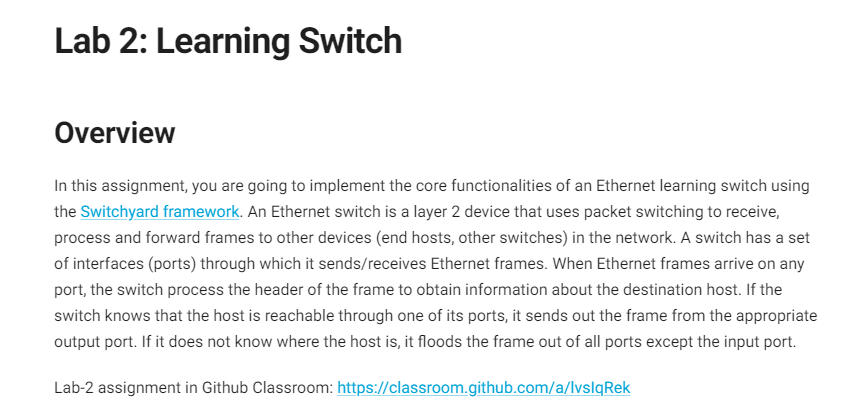 Lab 2: Learning Switch
Overview
In this assignment, you are going to implement the core functionalities of an Ethernet learning switch using
the Switchyard framework. An Ethernet switch is a layer 2 device that uses packet switching to receive,
process and forward frames to other devices (end hosts, other switches) in the network. A switch has a set
of interfaces (ports) through which it sends/receives Ethernet frames. When Ethernet frames arrive on any
port, the switch process the header of the frame to obtain information about the destination host. If the
switch knows that the host is reachable through one of its ports, it sends out the frame from the appropriate
output port. If it does not know where the host is, it floods the frame out of all ports except the input port.
Lab-2 assignment in Github Classroom: https://classroom.github.com/a/lvsIqRek